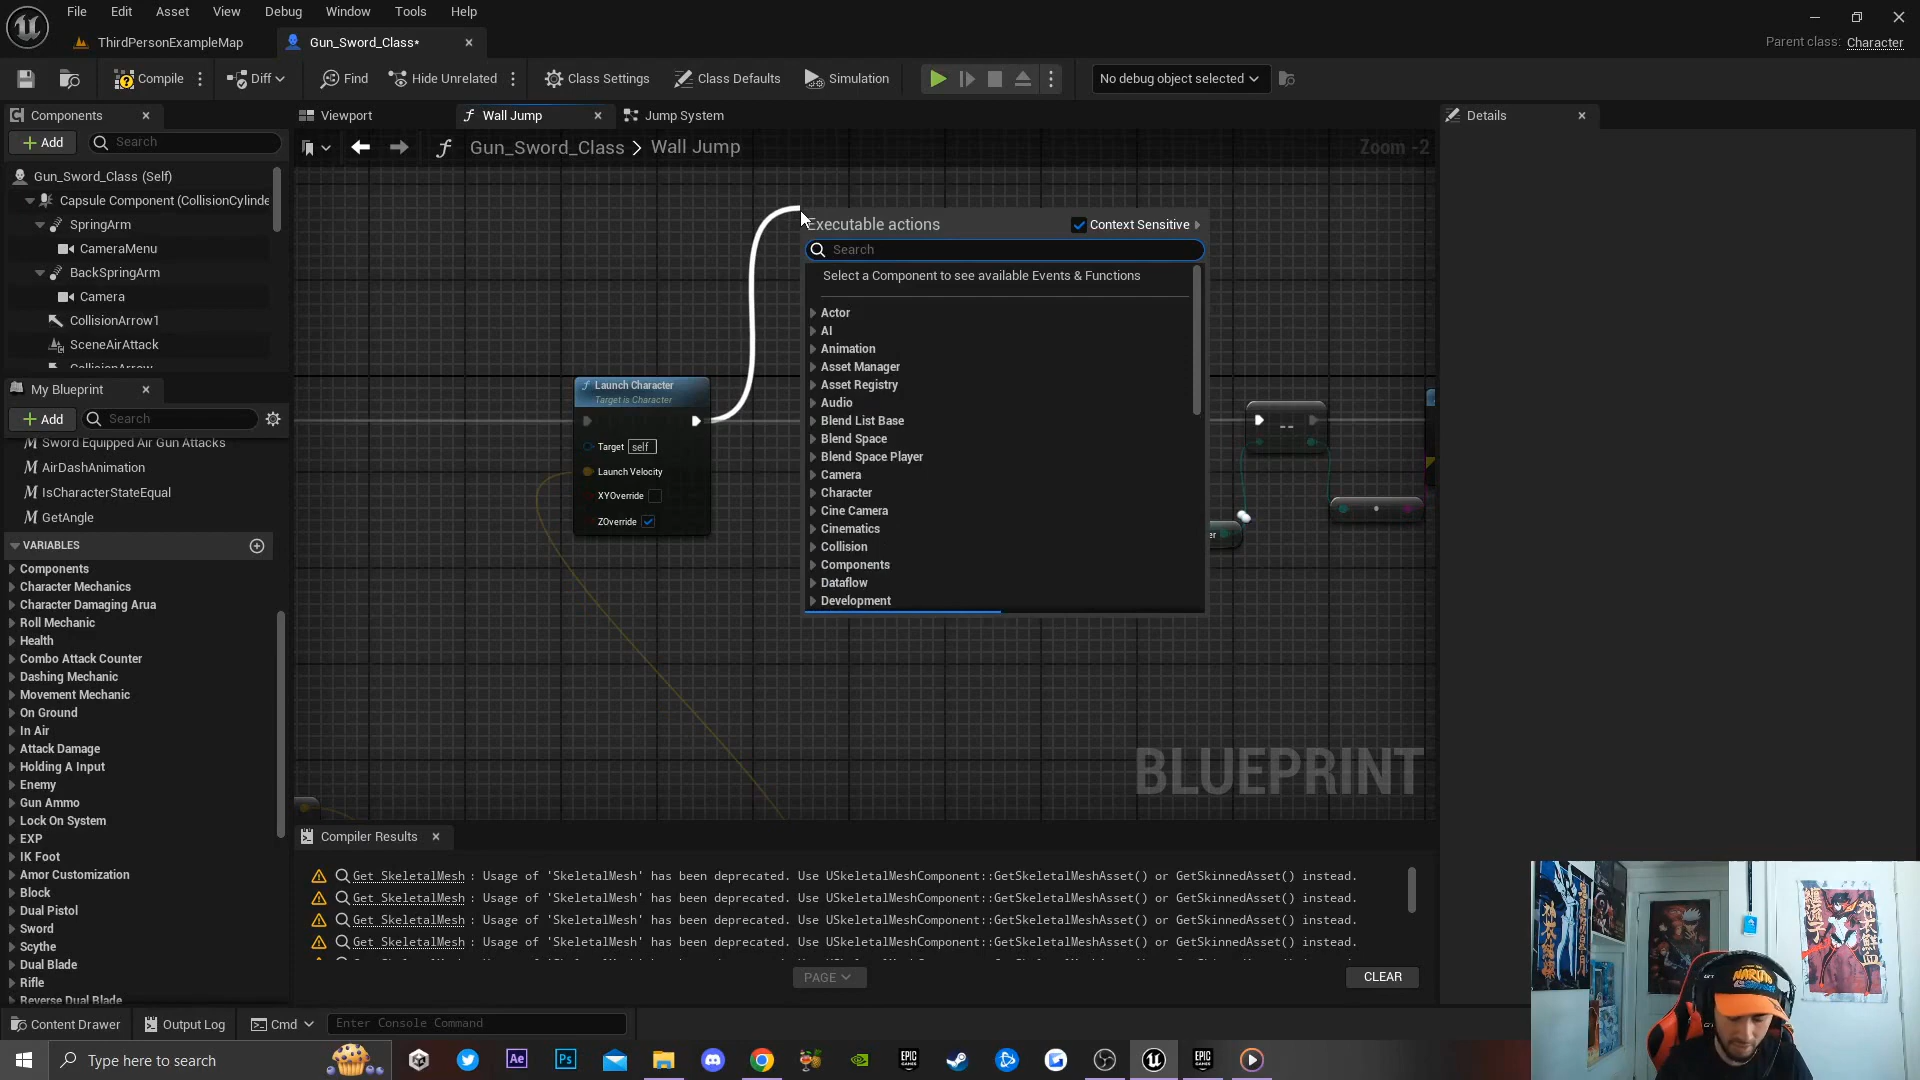 File Edit Asset View Debug Window Tools Help
ThirdPersonExampleMap
Gun_Sword_Class*
Parent class: Character
Compile
Diff
Find
Hide Unrelated
Class Settings
Class Defaults
Simulation
No debug object selected
Components
Add
Search
Gun_Sword_Class (Self)
Capsule Component (CollisionCylinde
SpringArm
CameraMenu
BackSpringArm
Camera
CollisionArrow1
SceneAirAttack
CollisionArrow
My Blueprint
Add
Search
Sword Equipped Air Gun Attacks
AirDashAnimation
IsCharacterStateEqual
GetAngle
VARIABLES
Components
Character Mechanics
Character Damaging Arua
Roll Mechanic
Health
Combo Attack Counter
Dashing Mechanic
Movement Mechanic
On Ground
In Air
Attack Damage
Holding A Input
Enemy
Gun Ammo
Lock On System
EXP
IK Foot
Amor Customization
Block
Dual Pistol
Sword
Scythe
Dual Blade
Rifle
Reverse Dual Blade
Viewport
Wall Jump
Jump System
Gun_Sword_Class > Wall Jump
Zoom -2
Launch Character
Target is Character
Target self
Launch Velocity
XYOverride
ZOverride
Executable actions
Context Sensitive
Search
Select a Component to see available Events & Functions
Actor
AI
Animation
Asset Manager
Asset Registry
Audio
Blend List Base
Blend Space
Blend Space Player
Camera
Character
Cine Camera
Cinematics
Collision
Components
Dataflow
Development
--
er
BLUEPRINT
Details
Compiler Results
Get SkeletalMesh : Usage of 'SkeletalMesh' has been deprecated. Use USkeletalMeshComponent::GetSkeletalMeshAsset() or GetSkinnedAsset() instead.
Get SkeletalMesh : Usage of 'SkeletalMesh' has been deprecated. Use USkeletalMeshComponent::GetSkeletalMeshAsset() or GetSkinnedAsset() instead.
Get SkeletalMesh : Usage of 'SkeletalMesh' has been deprecated. Use USkeletalMeshComponent::GetSkeletalMeshAsset() or GetSkinnedAsset() instead.
Get SkeletalMesh : Usage of 'SkeletalMesh' has been deprecated. Use USkeletalMeshComponent::GetSkeletalMeshAsset() or GetSkinnedAsset() instead.
PAGE
CLEAR
Content Drawer
Output Log
Cmd
Enter Console Command
Type here to search
Ae
Ps
EPIC GAMES
EPIC GAMES
NARUTO